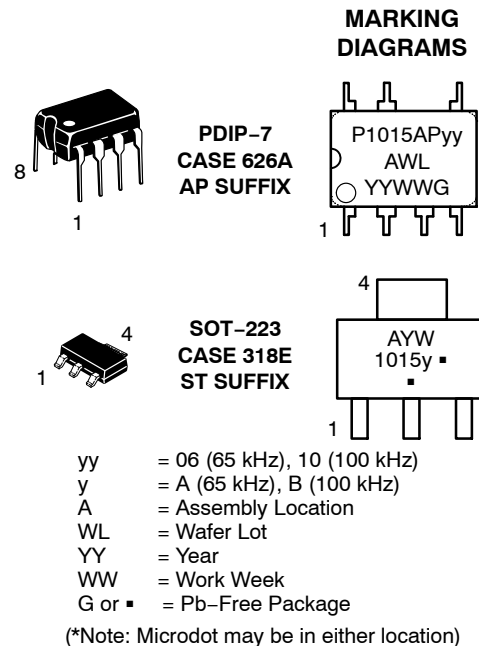 MARKING
DIAGRAMS
8
1
PDIP−7
CASE 626A
AP SUFFIX
P1015APyy
AWL
YYWWG
1
4
1
SOT−223
CASE 318E
ST SUFFIX
4
AYW
1015y ▪
▪
1
yy = 06 (65 kHz), 10 (100 kHz)
y = A (65 kHz), B (100 kHz)
A = Assembly Location
WL = Wafer Lot
YY = Year
WW = Work Week
G or ▪ = Pb−Free Package
(*Note: Microdot may be in either location)